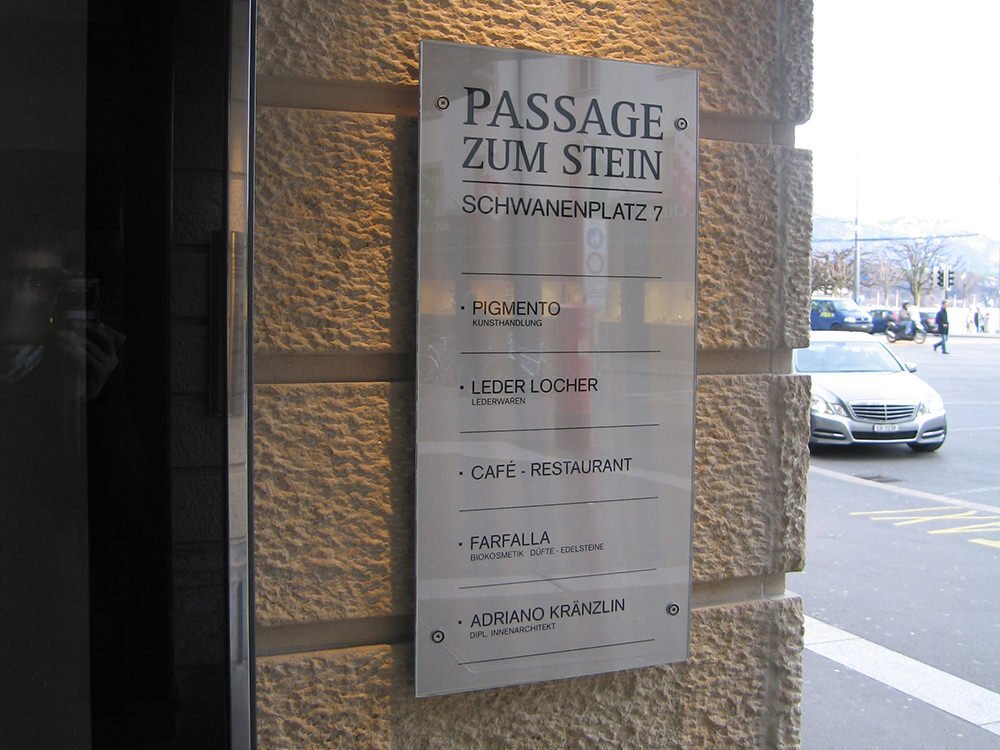 PASSAGE
ZUM STEIN
SCHWANENPLATZ 7
· PIGMENTO
KUNSTHANDLUNG
· LEDER LOCHER
LEDERWAREN
· CAFÉ - RESTAURANT
· FARFALLA
BIOKOSMETIK DÜFTE - EDELSTEINE
· ADRIANO KRÄNZLIN
DIPL. INNENARCHITEKT